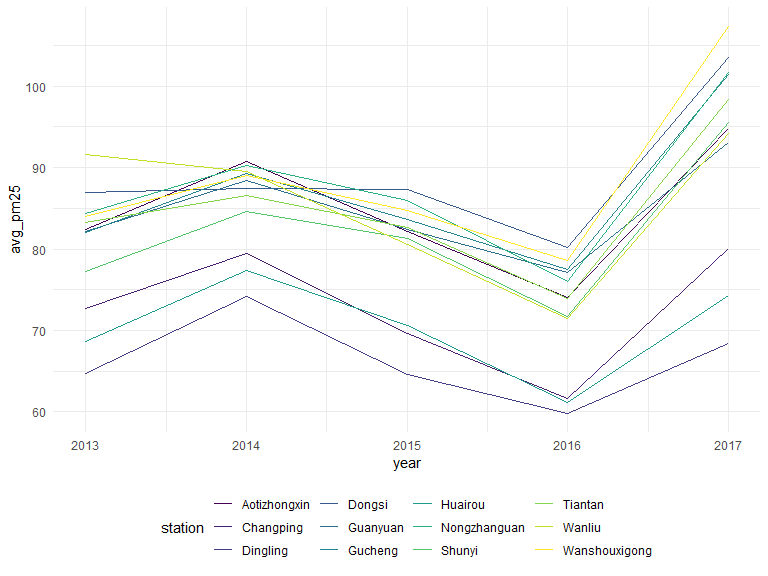 avg_pm25
100
90
80
70
60
2013 2014 2015 2016 2017
year
station
Aotizhongxin Dongsi Huairou Tiantan
Changping Guanyuan Nongzhanguan Wanliu
Dingling Gucheng Shunyi Wanshouxigong